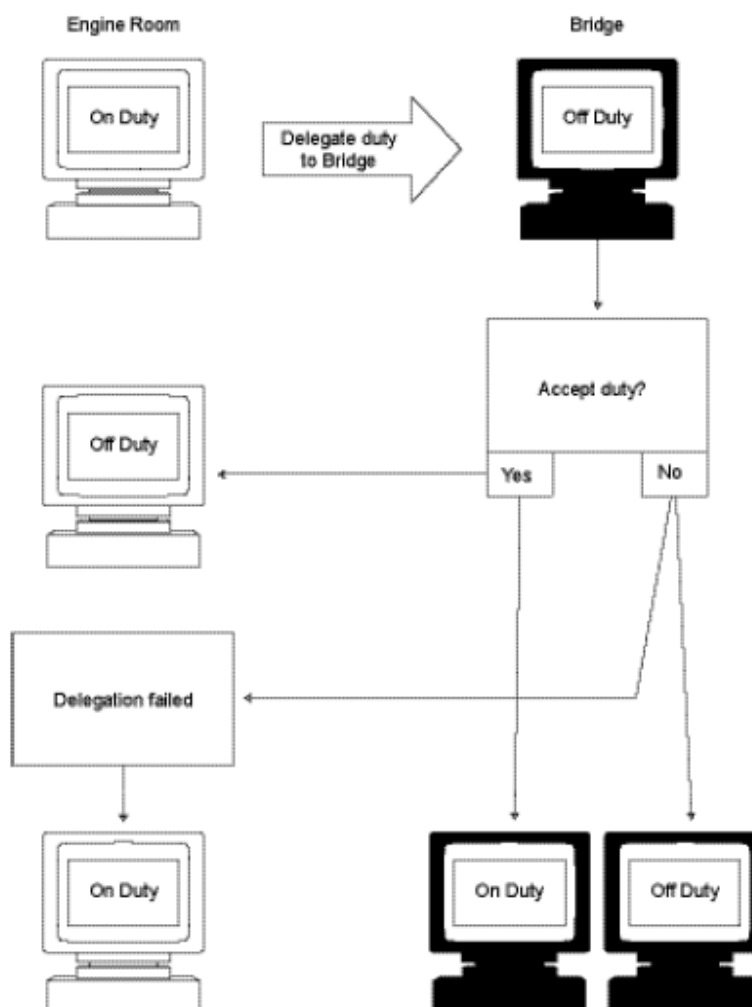 Engine Room
Bridge
On Duty
Delegate duty
to Bridge
Off Duty
Accept duty?
Off Duty
Yes
No
Delegation failed
On Duty
On Duty
Off Duty